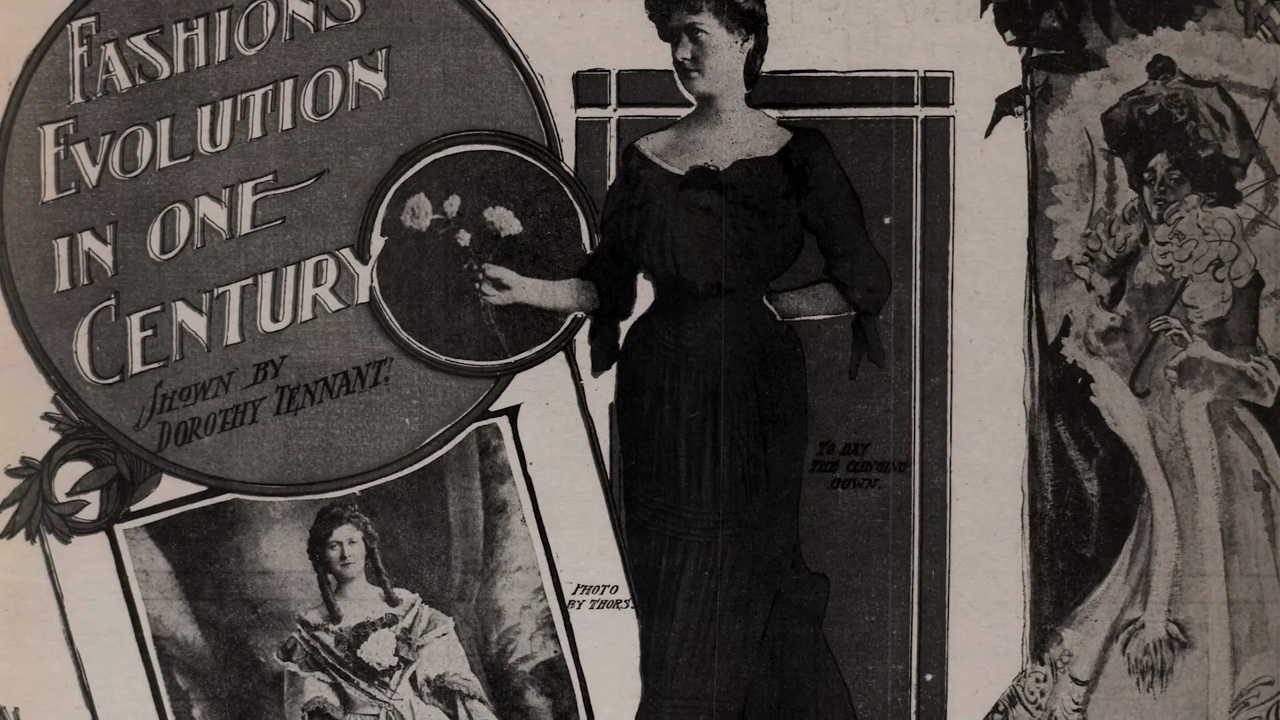 FASHIONS
EVOLUTION
IN ONE
CENTURY
SHOWN BY
DOROTHY TENNANT!
TO DAY
THE CLINGING
GOWN.
PHOTO
BY THORS.